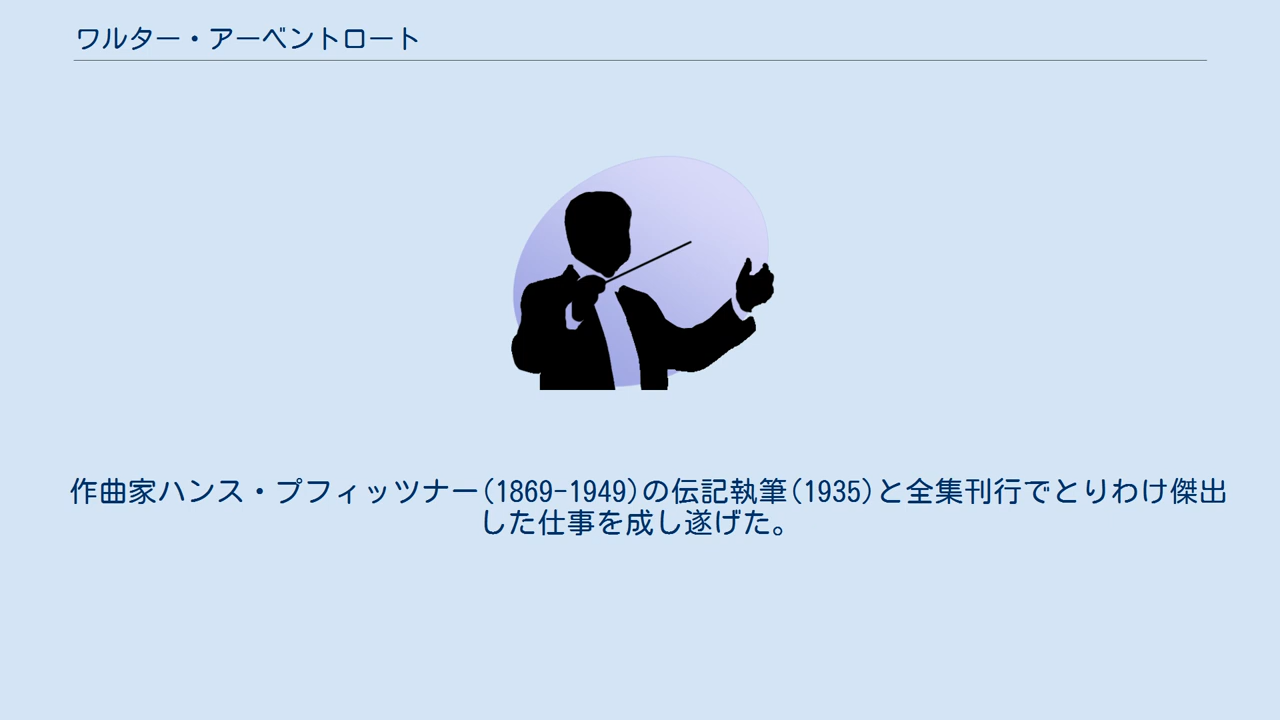 ワルター・アーベントロート
作曲家ハンス・プフィッツナー(1869-1949)の伝記執筆(1935)と全集刊行でとりわけ傑出
した仕事を成し遂げた。